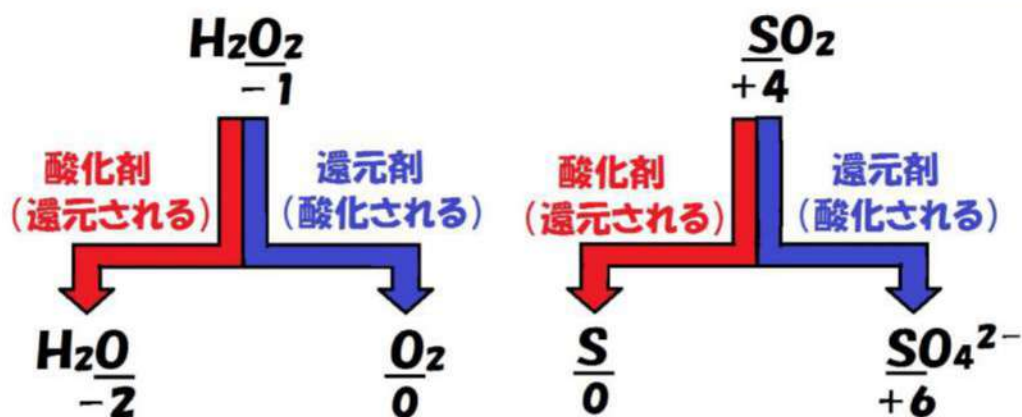 H₂O₂
−1
酸化剤
(還元される)
還元剤
(酸化される)
H₂O
−2
O₂
0
SO₂
+4
酸化剤
(還元される)
還元剤
(酸化される)
S
0
SO₄²⁻
+6